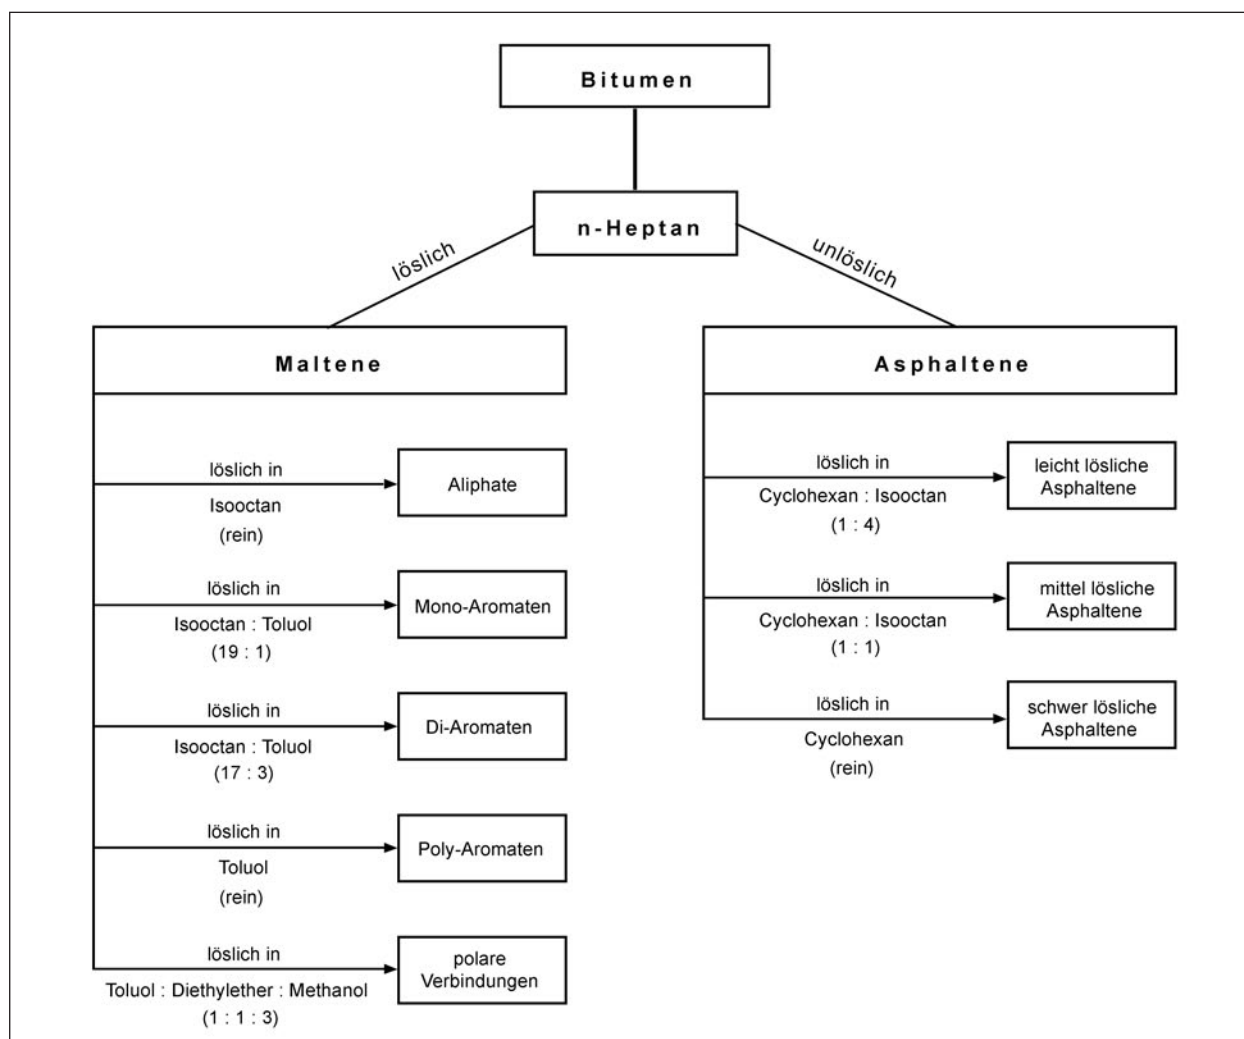 Bitumen
n-Heptan
löslich
unlöslich
Maltene
löslich in
Isooctan
(rein)
Aliphate
löslich in
Isooctan : Toluol
(19 : 1)
Mono-Aromaten
löslich in
Isooctan : Toluol
(17 : 3)
Di-Aromaten
löslich in
Toluol
(rein)
Poly-Aromaten
löslich in
Toluol : Diethylether : Methanol
(1 : 1 : 3)
polare
Verbindungen
Asphaltene
löslich in
Cyclohexan : Isooctan
(1 : 4)
leicht lösliche
Asphaltene
löslich in
Cyclohexan : Isooctan
(1 : 1)
mittel lösliche
Asphaltene
löslich in
Cyclohexan
(rein)
schwer lösliche
Asphaltene